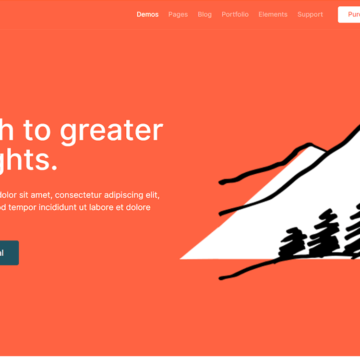 Demos Pages Blog Portfolio Elements Support Pur
h to greater
ghts.
dolor sit amet, consectetur adipiscing elit,
d tempor incididunt ut labore et dolore